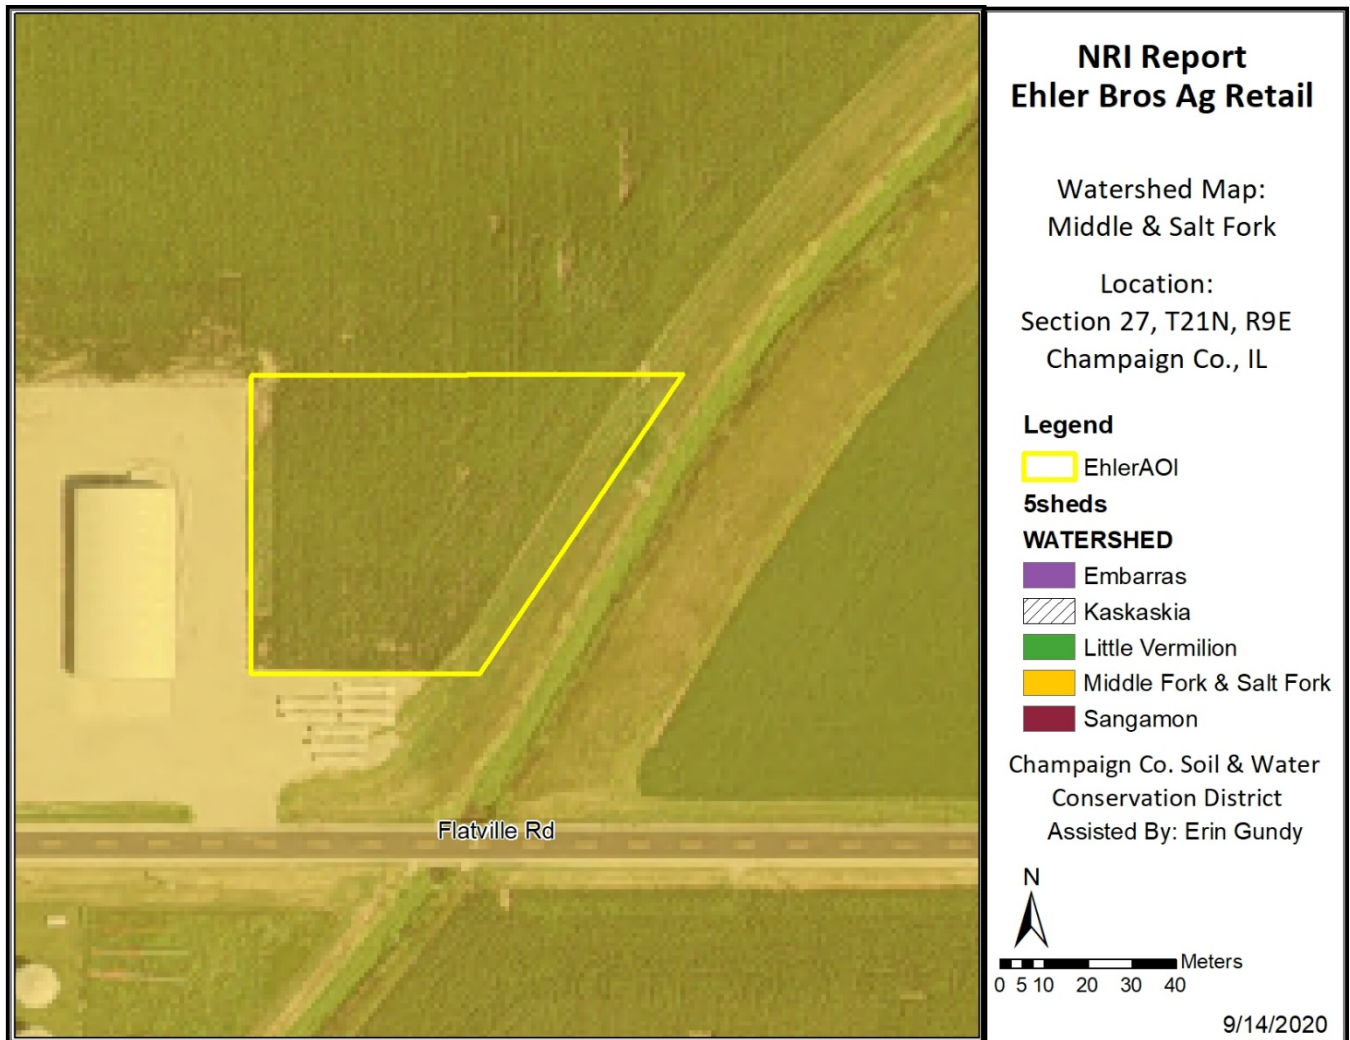 NRI Report
Ehler Bros Ag Retail
Watershed Map:
Middle & Salt Fork
Location:
Section 27, T21N, R9E
Champaign Co., IL
Legend
EhlerAOI
5sheds
WATERSHED
Embarras
Kaskaskia
Little Vermilion
Middle Fork & Salt Fork
Sangamon
Champaign Co. Soil & Water
Conservation District
Assisted By: Erin Gundy
N
Meters
0 5 10 20 30 40
9/14/2020
Flatville Rd